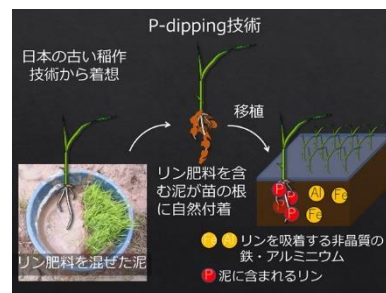 P-dipping技術
日本の古い稲作
技術から着想
移植
リン肥料を含
む泥が苗の根
に自然付着
リン肥料を混ぜた泥
P
P
P
Al
Fe
Fe
Fe Al リンを吸着する非晶質の
鉄・アルミニウム
P 泥に含まれるリン